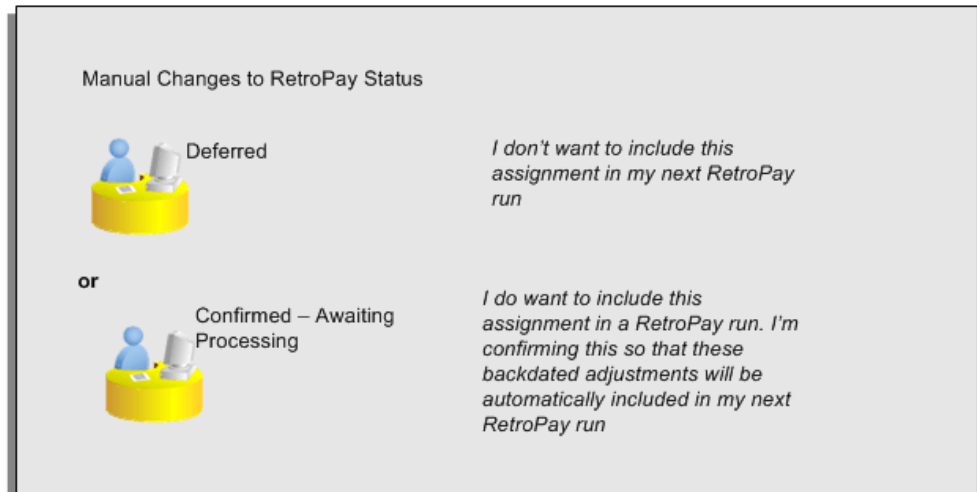 Manual Changes to RetroPay Status
Deferred
I don't want to include this
assignment in my next RetroPay
run
or
Confirmed – Awaiting
Processing
I do want to include this
assignment in a RetroPay run. I'm
confirming this so that these
backdated adjustments will be
automatically included in my next
RetroPay run